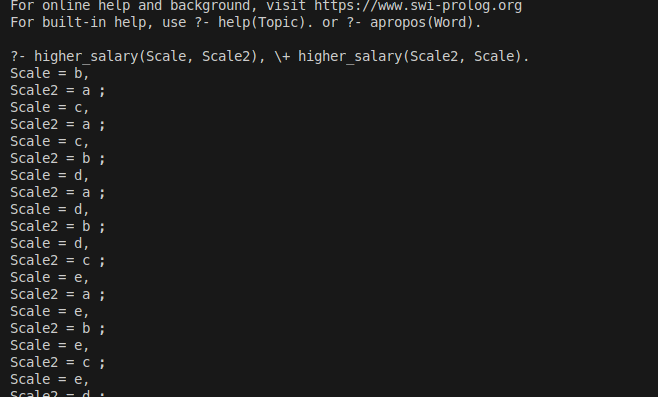 For online help and background, visit https://www.swi-prolog.org
For built-in help, use ?- help(Topic). or ?- apropos(Word).

?- higher_salary(Scale, Scale2), \+ higher_salary(Scale2, Scale).
Scale = b,
Scale2 = a ;
Scale = c,
Scale2 = a ;
Scale = c,
Scale2 = b ;
Scale = d,
Scale2 = a ;
Scale = d,
Scale2 = b ;
Scale = d,
Scale2 = c ;
Scale = e,
Scale2 = a ;
Scale = e,
Scale2 = b ;
Scale = e,
Scale2 = c ;
Scale = e,
Scale2 = d ;